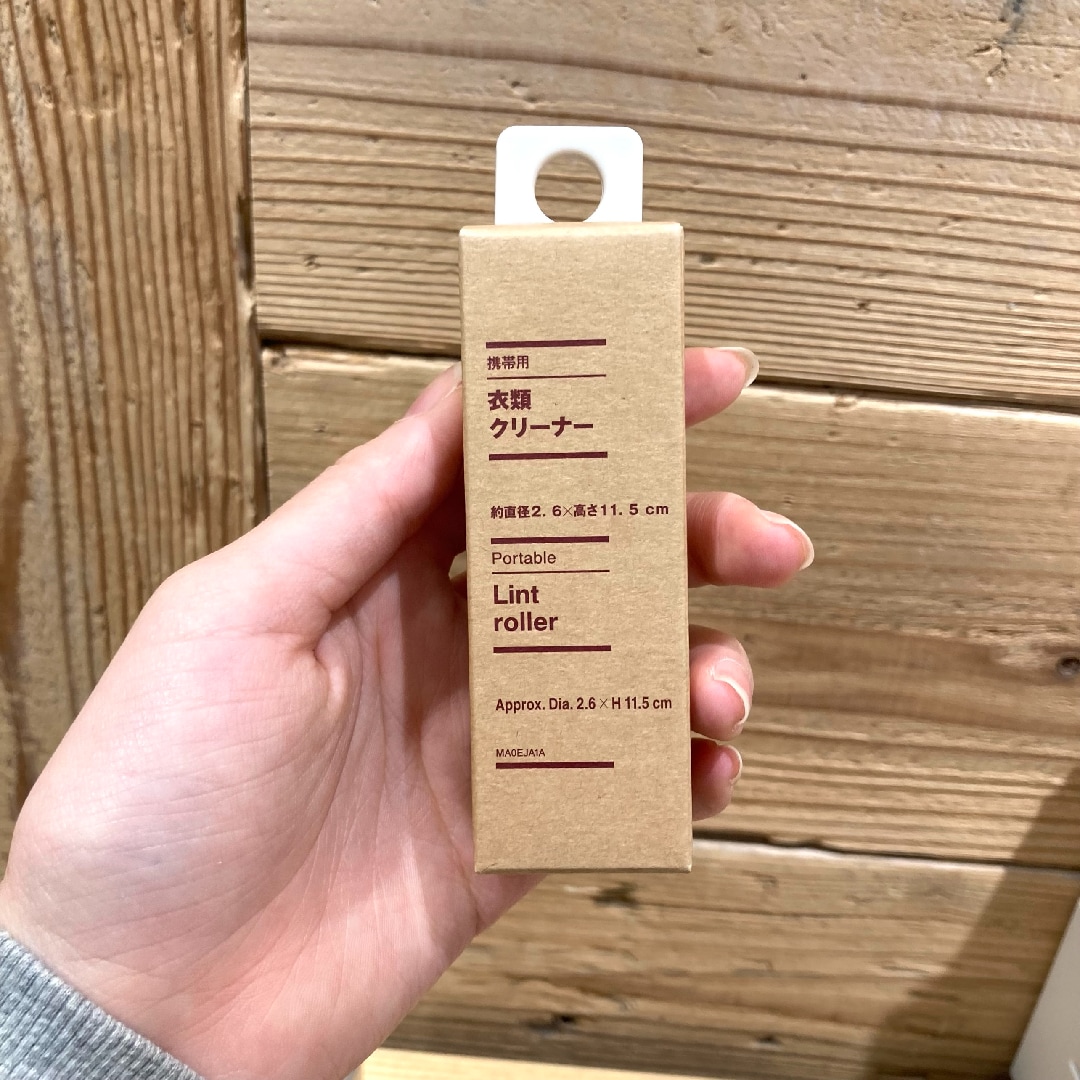 携帯用
衣類
クリーナー
約直径2.6×高さ11.5cm
Portable
Lint
roller
Approx. Dia. 2.6×H 11.5 cm
MA0EJA1A